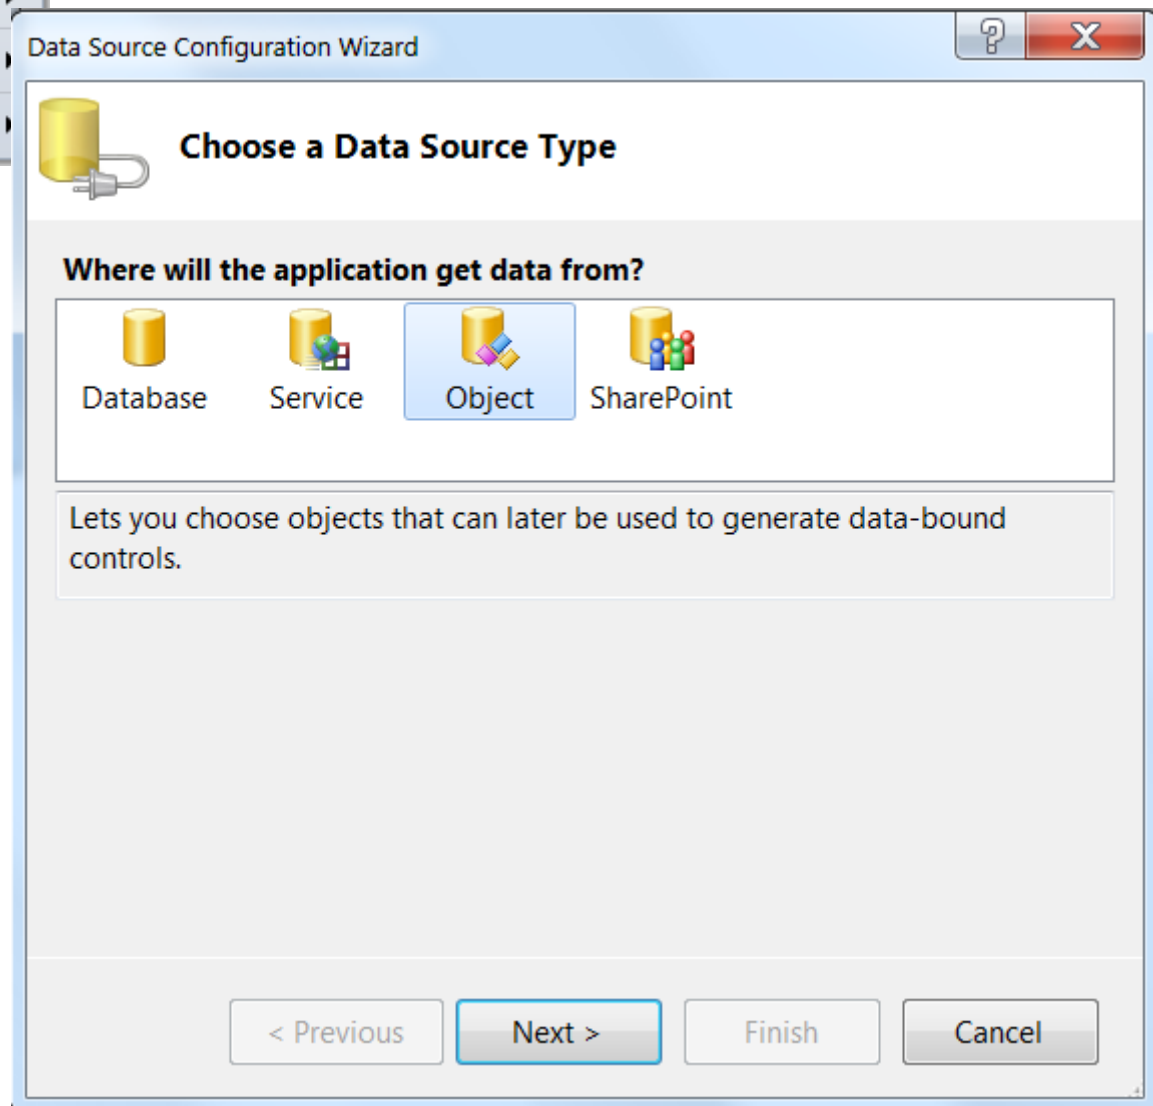 Data Source Configuration Wizard
Choose a Data Source Type
Where will the application get data from?
Database Service Object SharePoint
Lets you choose objects that can later be used to generate data-bound
controls.
< Previous Next > Finish Cancel